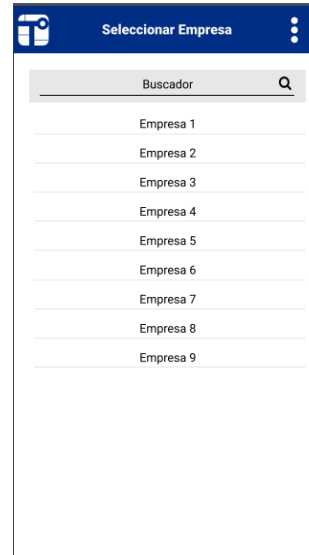 Seleccionar Empresa
Buscador
Empresa 1
Empresa 2
Empresa 3
Empresa 4
Empresa 5
Empresa 6
Empresa 7
Empresa 8
Empresa 9